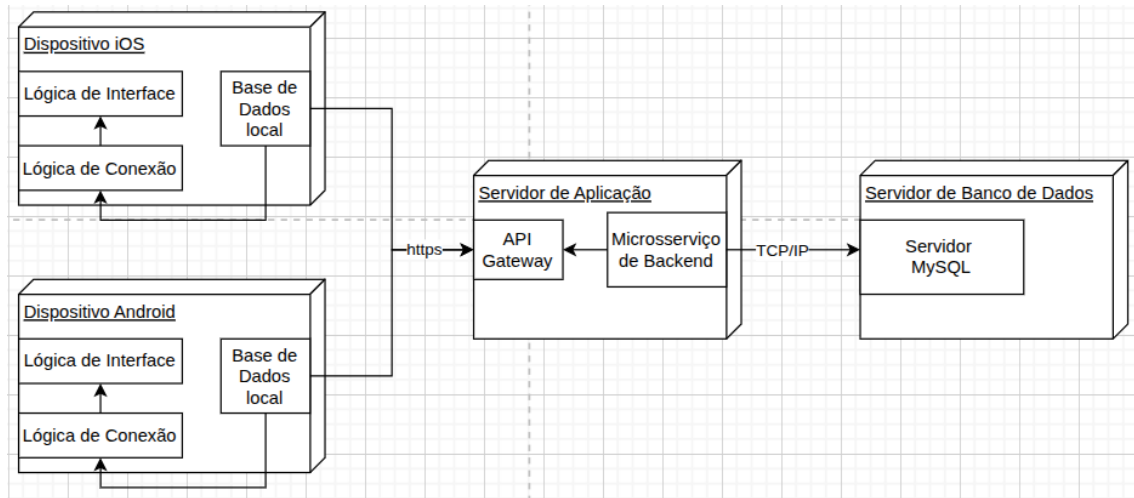 Dispositivo iOS
Lógica de Interface
Lógica de Conexão
Base de
Dados
local
Dispositivo Android
Lógica de Interface
Lógica de Conexão
Base de
Dados
local
https
Servidor de Aplicação
API
Gateway
Microsserviço
de Backend
TCP/IP
Servidor de Banco de Dados
Servidor
MySQL